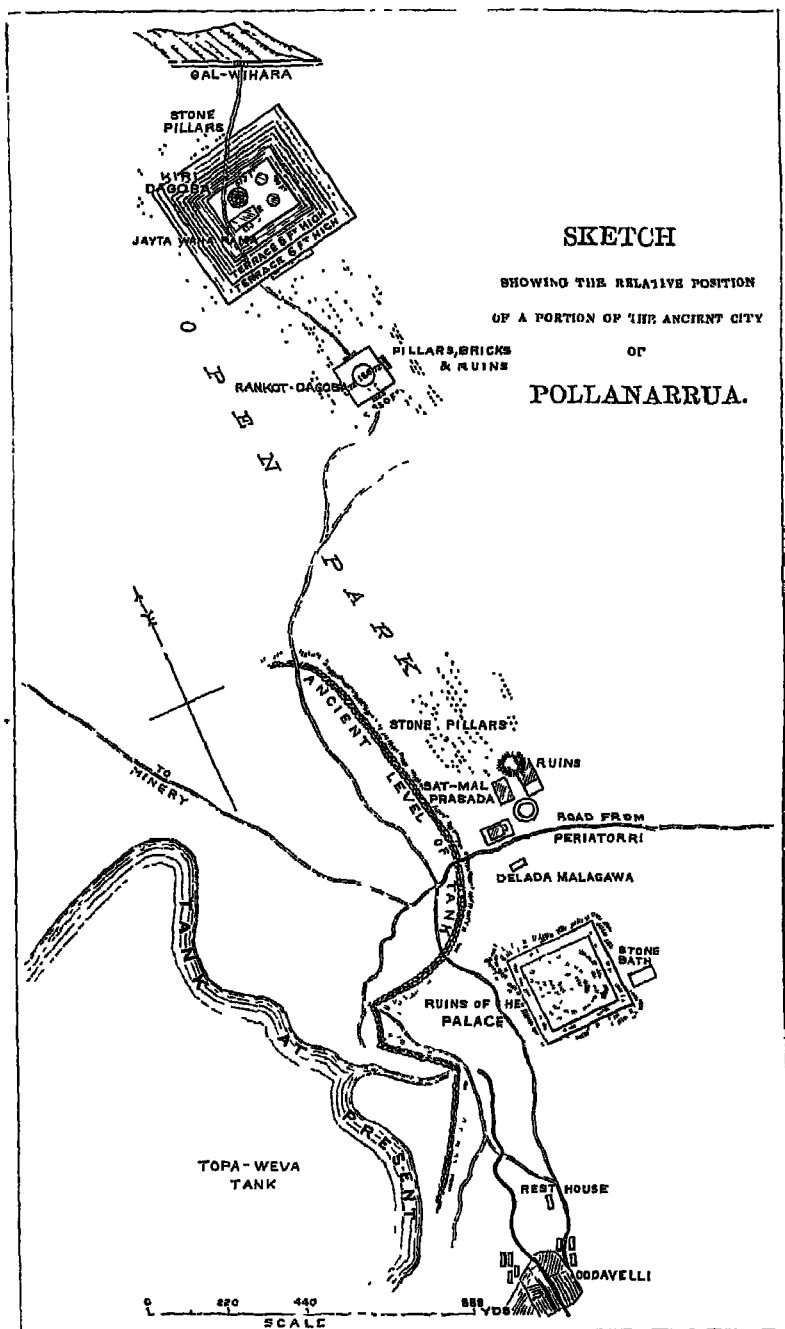 GAL-WIHARA
STONE
PILLARS
KIRI
DAGOBA
JAYTA WANA RAMA
TERRACE 6 FT HIGH
TERRACE 6 FT HIGH
SKETCH
SHOWING THE RELATIVE POSITION
OF A PORTION OF THE ANCIENT CITY
OF
POLLANARRUA.
PILLARS, BRICKS
& RUINS
RANKOT-DAGOBA
OPEN PARK
ANCIENT LEVEL OF TANK
STONE PILLARS
RUINS
SAT-MAL
PRASADA
TO
MINERY
ROAD FROM
PERIATORRI
DELADA MALAGAWA
STONE
BATH
RUINS OF HE
PALACE
TANK AT PRESENT
TOPA-WEVA
TANK
REST HOUSE
ODAVELLI
0 220 440
YDS
SCALE